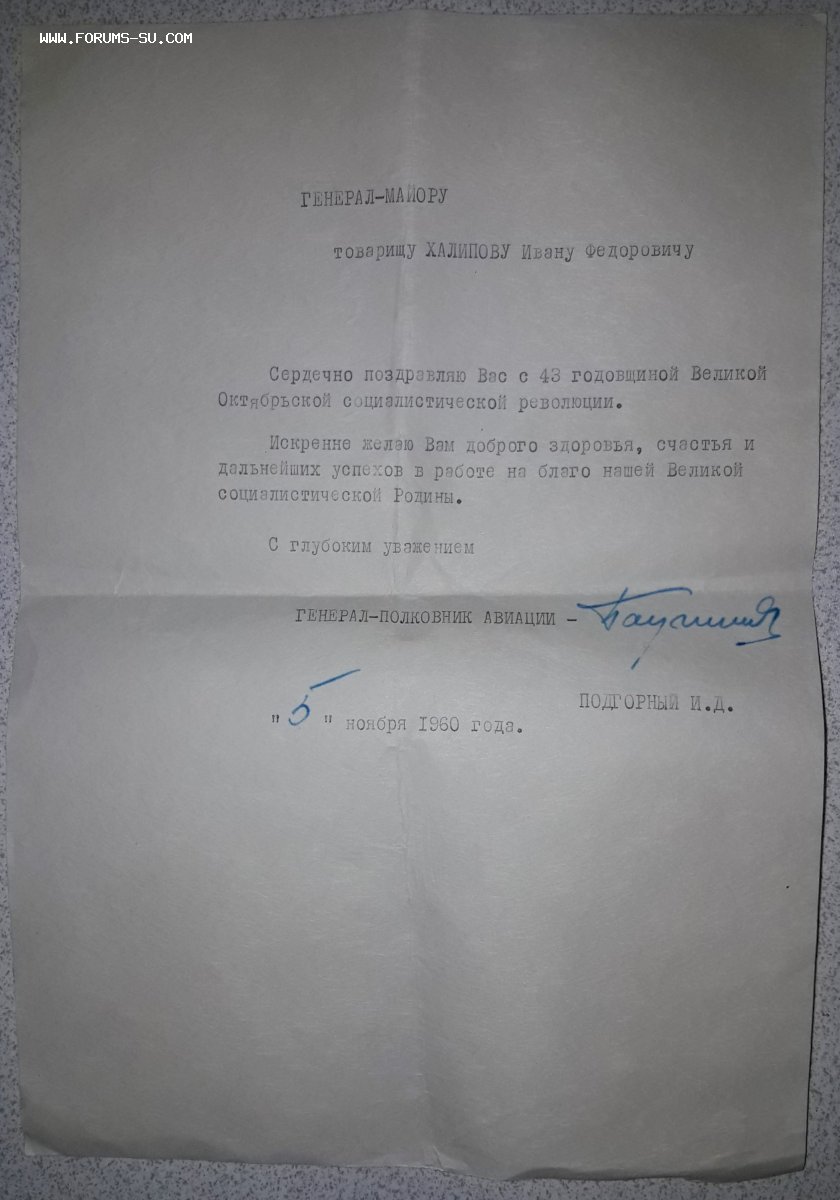 WWW.FORUMS-SU.COM
ГЕНЕРАЛ-МАЙОРУ
товарищу ХАЛИПОВУ Ивану Федоровичу
Сердечно поздравляю Вас с 43 годовщиной Великой
Октябрьской социалистической революции.
Искренне желаю Вам доброго здоровья, счастья и
дальнейших успехов в работе на благо нашей Великой
социалистической Родины.
С глубоким уважением
ГЕНЕРАЛ-ПОЛКОВНИК АВИАЦИИ –
ПОДГОРНЫЙ И.Д.
"5" ноября 1960 года.